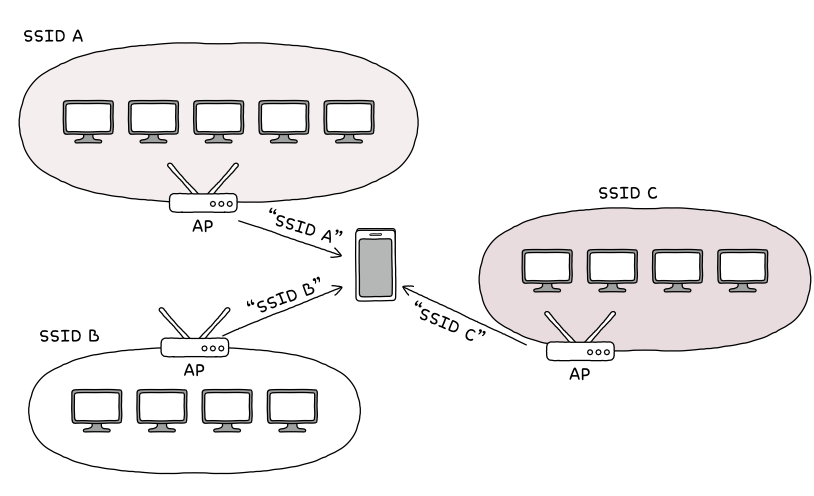 SSID A
AP
“SSID A”
SSID C
“SSID B”
“SSID C”
SSID B
AP
AP